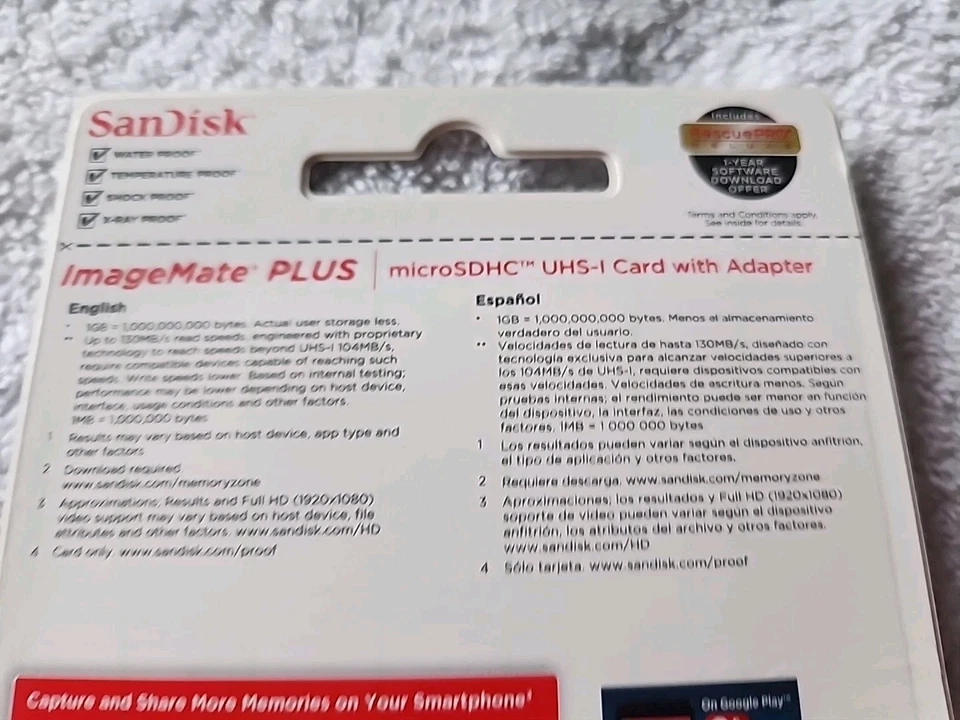 SanDisk
WATER PROOF
TEMPERATURE PROOF
SHOCK PROOF
X-RAY PROOF
Includes
RescuePRO
1-YEAR
SOFTWARE
DOWNLOAD
OFFER
Terms and Conditions apply.
See inside for details.
ImageMate® PLUS
microSDHC™ UHS-I Card with Adapter
English
* 1GB = 1,000,000,000 bytes. Actual user storage less.
** Up to 130MB/s read speeds, engineered with proprietary
technology to reach speeds beyond UHS-I 104MB/s,
require compatible devices capable of reaching such
speeds. Write speeds lower. Based on internal testing;
performance may be lower depending on host device,
interface, usage conditions and other factors.
1MB = 1,000,000 bytes
1 Results may vary based on host device, app type and
other factors
2 Download required.
www.sandisk.com/memoryzone
3 Approximations; Results and Full HD (1920x1080)
video support may vary based on host device, file
attributes and other factors. www.sandisk.com/HD
4 Card only. www.sandisk.com/proof
Español
* 1GB = 1,000,000,000 bytes. Menos el almacenamiento
verdadero del usuario.
** Velocidades de lectura de hasta 130MB/s, diseñado con
tecnología exclusiva para alcanzar velocidades superiores a
los 104MB/s de UHS-I, requiere dispositivos compatibles con
esas velocidades. Velocidades de escritura menos. Según
pruebas internas; el rendimiento puede ser menor en función
del dispositivo, la interfaz, las condiciones de uso y otros
factores. 1MB = 1 000 000 bytes
1 Los resultados pueden variar según el dispositivo anfitrión,
el tipo de aplicación y otros factores.
2 Requiere descarga. www.sandisk.com/memoryzone
3 Aproximaciones; los resultados y Full HD (1920x1080)
soporte de video pueden variar según el dispositivo
anfitrión, los atributos del archivo y otros factores.
www.sandisk.com/HD
4 Sólo tarjeta. www.sandisk.com/proof
Capture and Share More Memories on Your Smartphone¹
On Google Play™